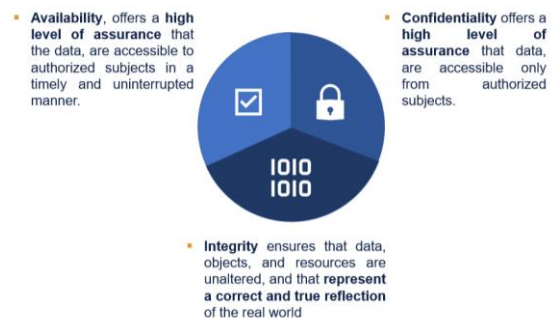 ▪ Availability, offers a high
level of assurance that
the data, are accessible to
authorized subjects in a
timely and uninterrupted
manner.
▪ Confidentiality offers a
high level of
assurance that data,
are accessible only
from authorized
subjects.
1010
1010
▪ Integrity ensures that data,
objects, and resources are
unaltered, and that represent
a correct and true reflection
of the real world